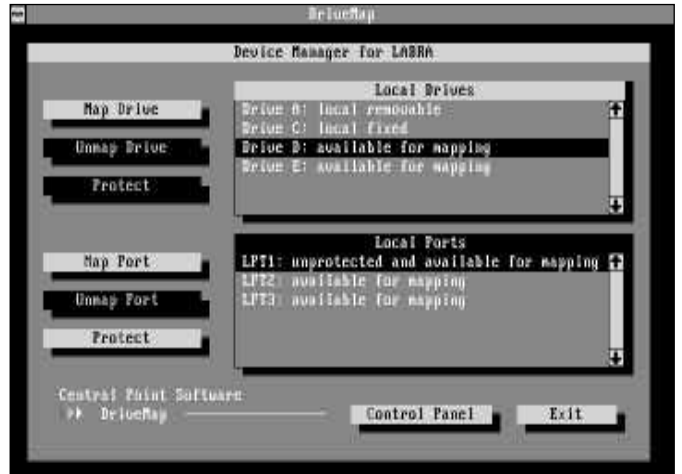 DriveMap
Device Manager for LABRA
Local Drives
Map Drive
Drive A: local removable
Drive C: local fixed
Unmap Drive
Drive D: available for mapping
Drive E: available for mapping
Protect
Local Ports
Map Port
LPT1: unprotected and available for mapping
LPT2: available for mapping
Unmap Port
LPT3: available for mapping
Protect
Central Point Software
DriveMap
Control Panel
Exit